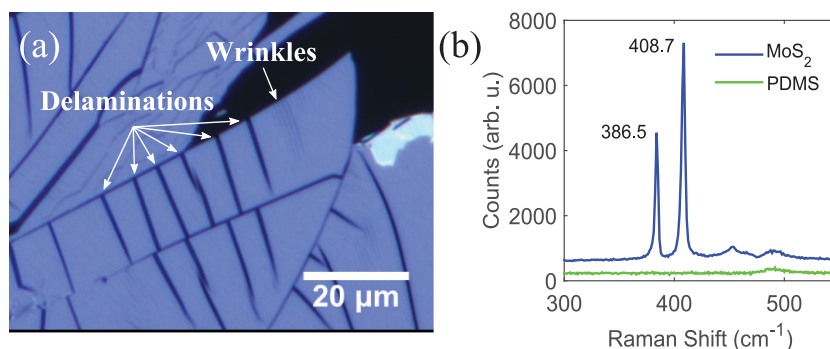 (a)
Wrinkles
Delaminations
20 µm
(b)
8000
6000
4000
2000
0
Counts (arb. u.)
408.7
386.5
MoS₂
PDMS
300
400
500
Raman Shift (cm⁻¹)